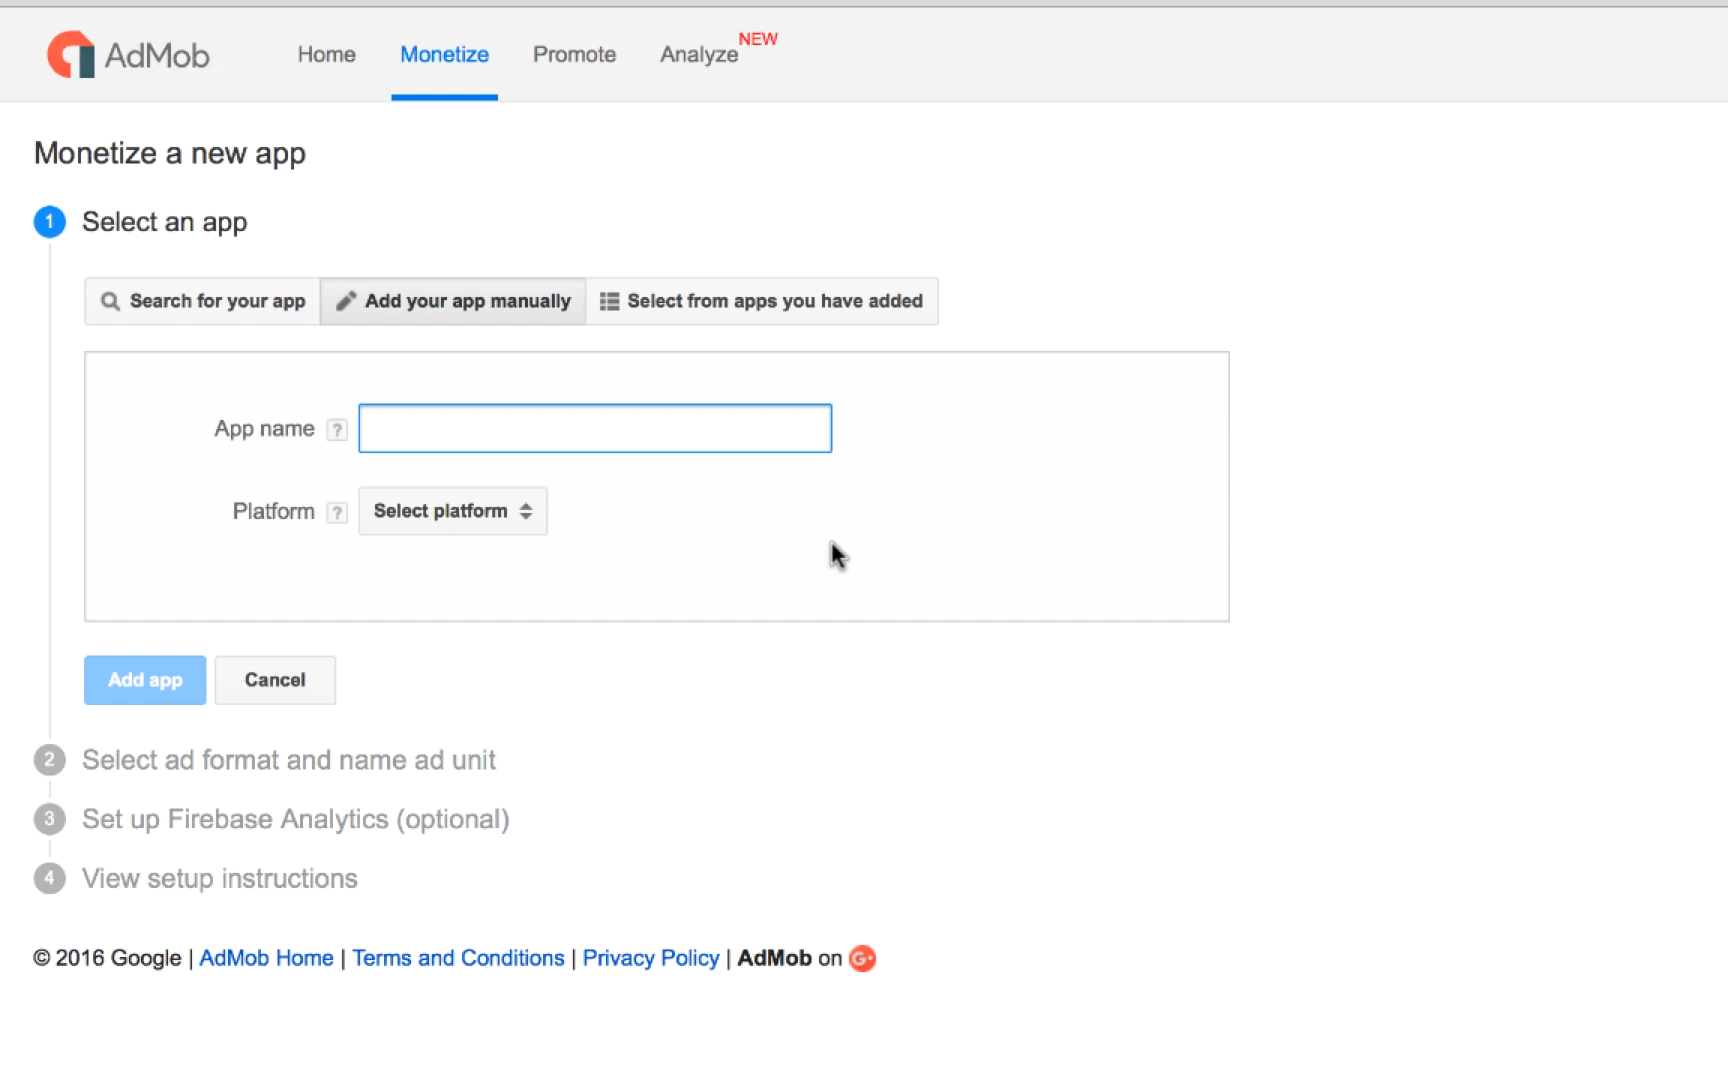 AdMob Home Monetize Promote Analyze NEW
Monetize a new app
1 Select an app
Search for your app Add your app manually Select from apps you have added
App name ?
Platform ? Select platform
Add app Cancel
2 Select ad format and name ad unit
3 Set up Firebase Analytics (optional)
4 View setup instructions
© 2016 Google | AdMob Home | Terms and Conditions | Privacy Policy | AdMob on G+